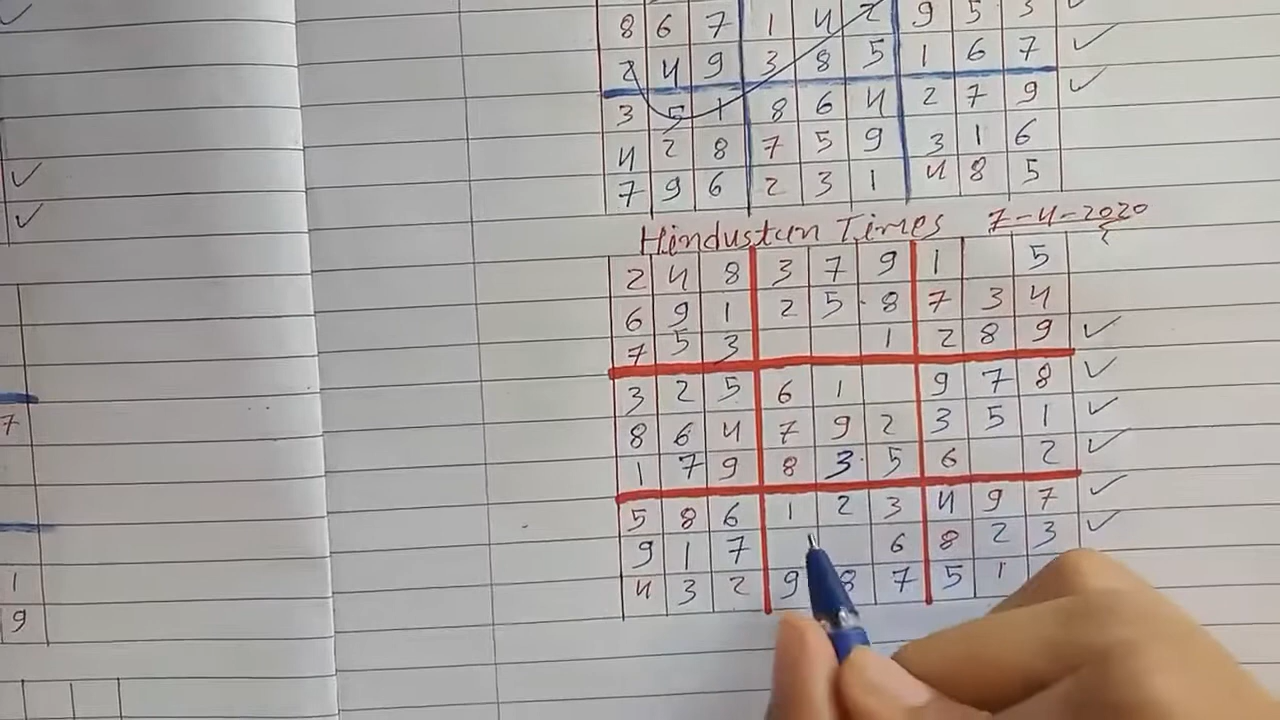 8 6 7 1 4 2 9 5 3
2 4 9 3 8 5 1 6 7
3 5 1 8 6 4 2 7 9
4 2 8 7 5 9 3 1 6
7 9 6 2 3 1 4 8 5
Hindustan Times 7-4-2020
2 4 8 3 7 9 1 5
6 9 1 2 5 8 7 3 4
7 5 3 1 2 8 9
3 2 5 6 1 9 7 8
7 8 6 4 7 9 2 3 5 1
1 7 9 8 3 5 6 2
5 8 6 1 2 3 4 9 7
9 1 7 6 8 2 3
1 4 3 2 9 8 7 5 1
9